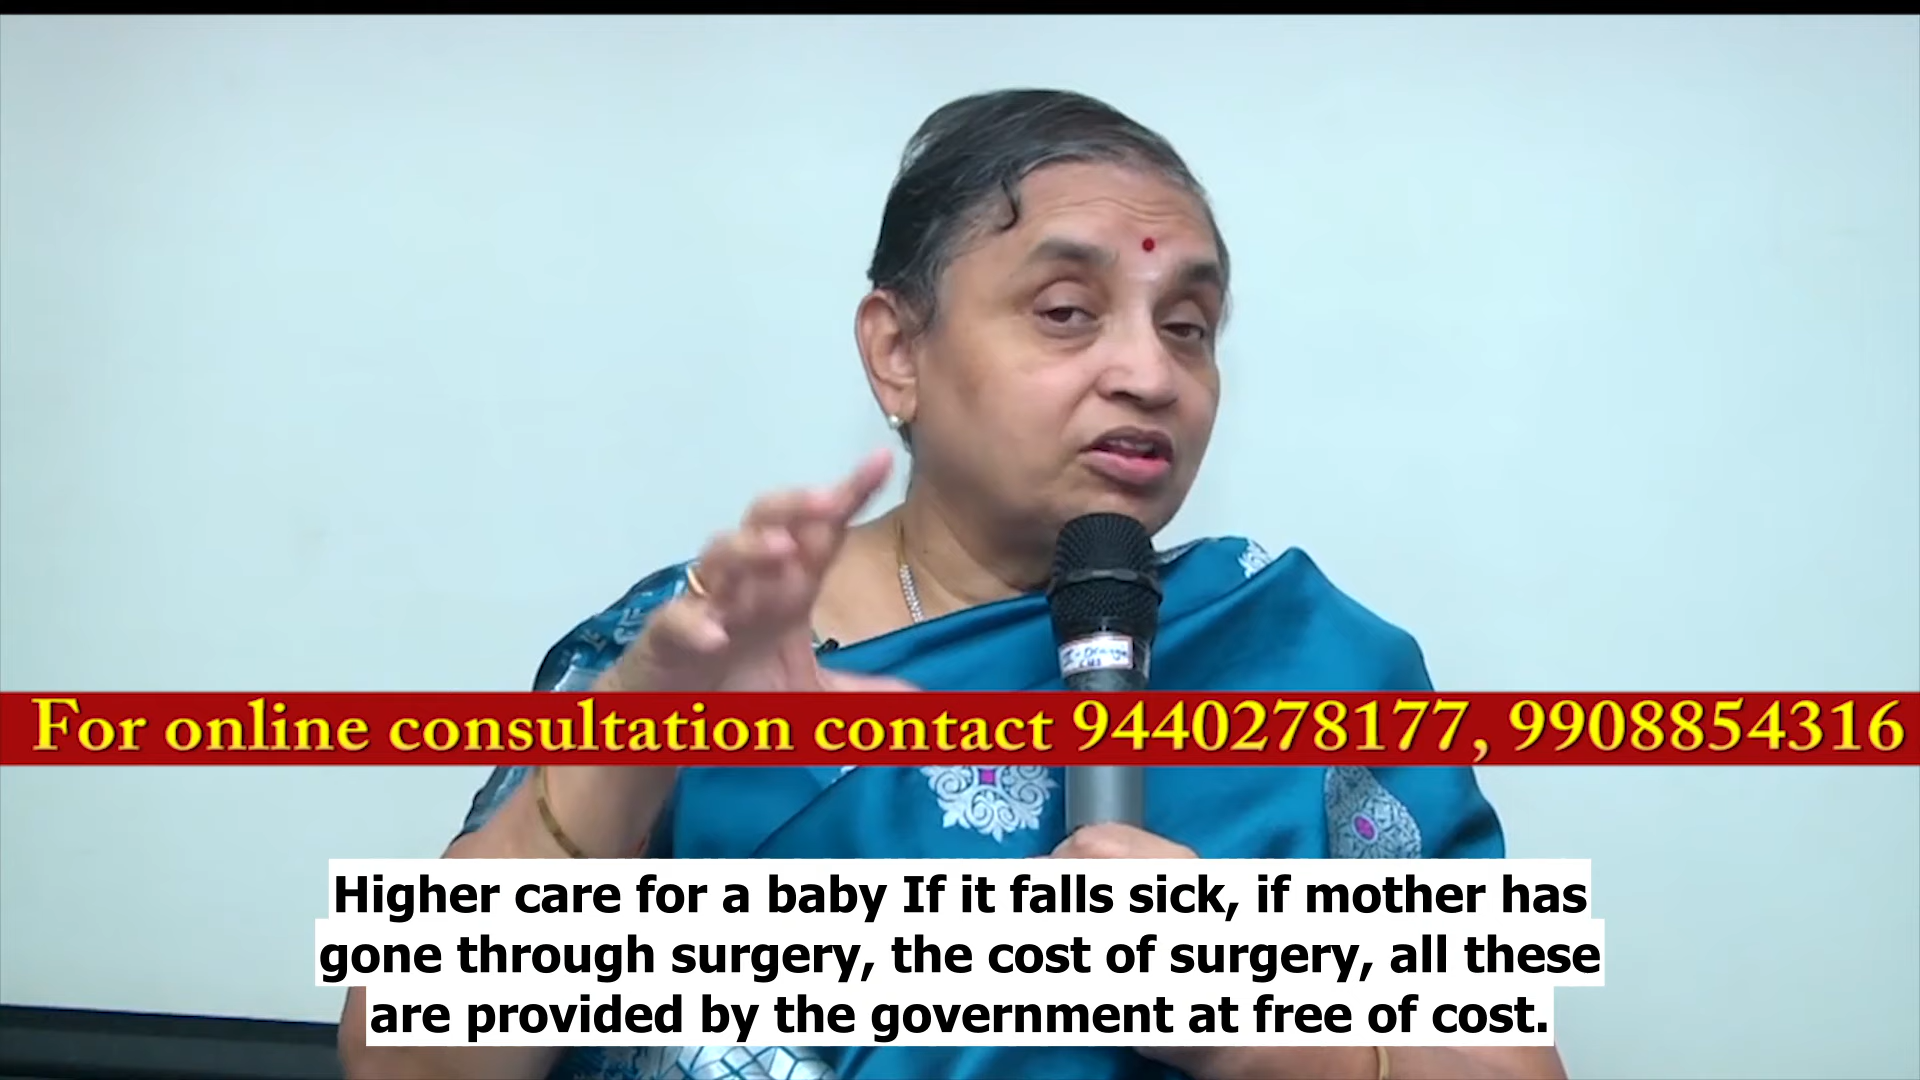 For online consultation contact 9440278177, 9908854316
Higher care for a baby If it falls sick, if mother has
gone through surgery, the cost of surgery, all these
are provided by the government at free of cost.